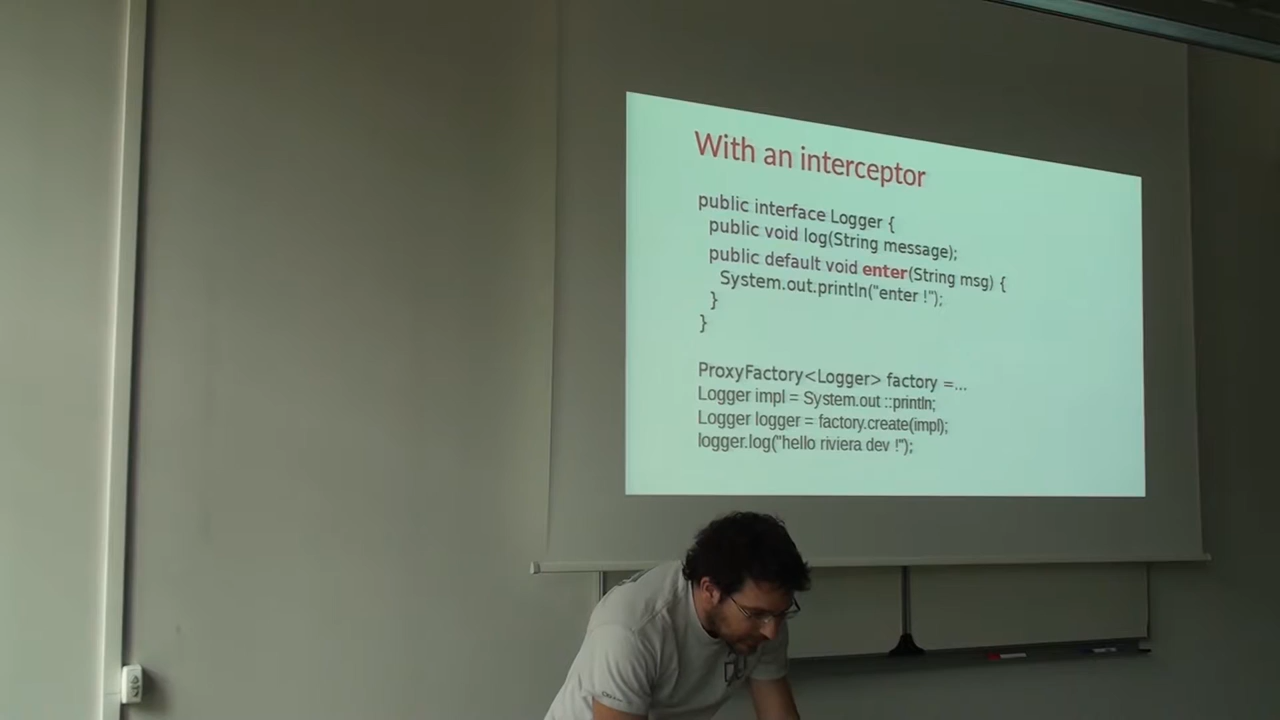 With an interceptor
public interface Logger {
public void log(String message);
public default void enter(String msg) {
System.out.println("enter !");
}
}
ProxyFactory<Logger> factory =...
Logger impl = System.out ::println;
Logger logger = factory.create(impl);
logger.log("hello riviera dev !");